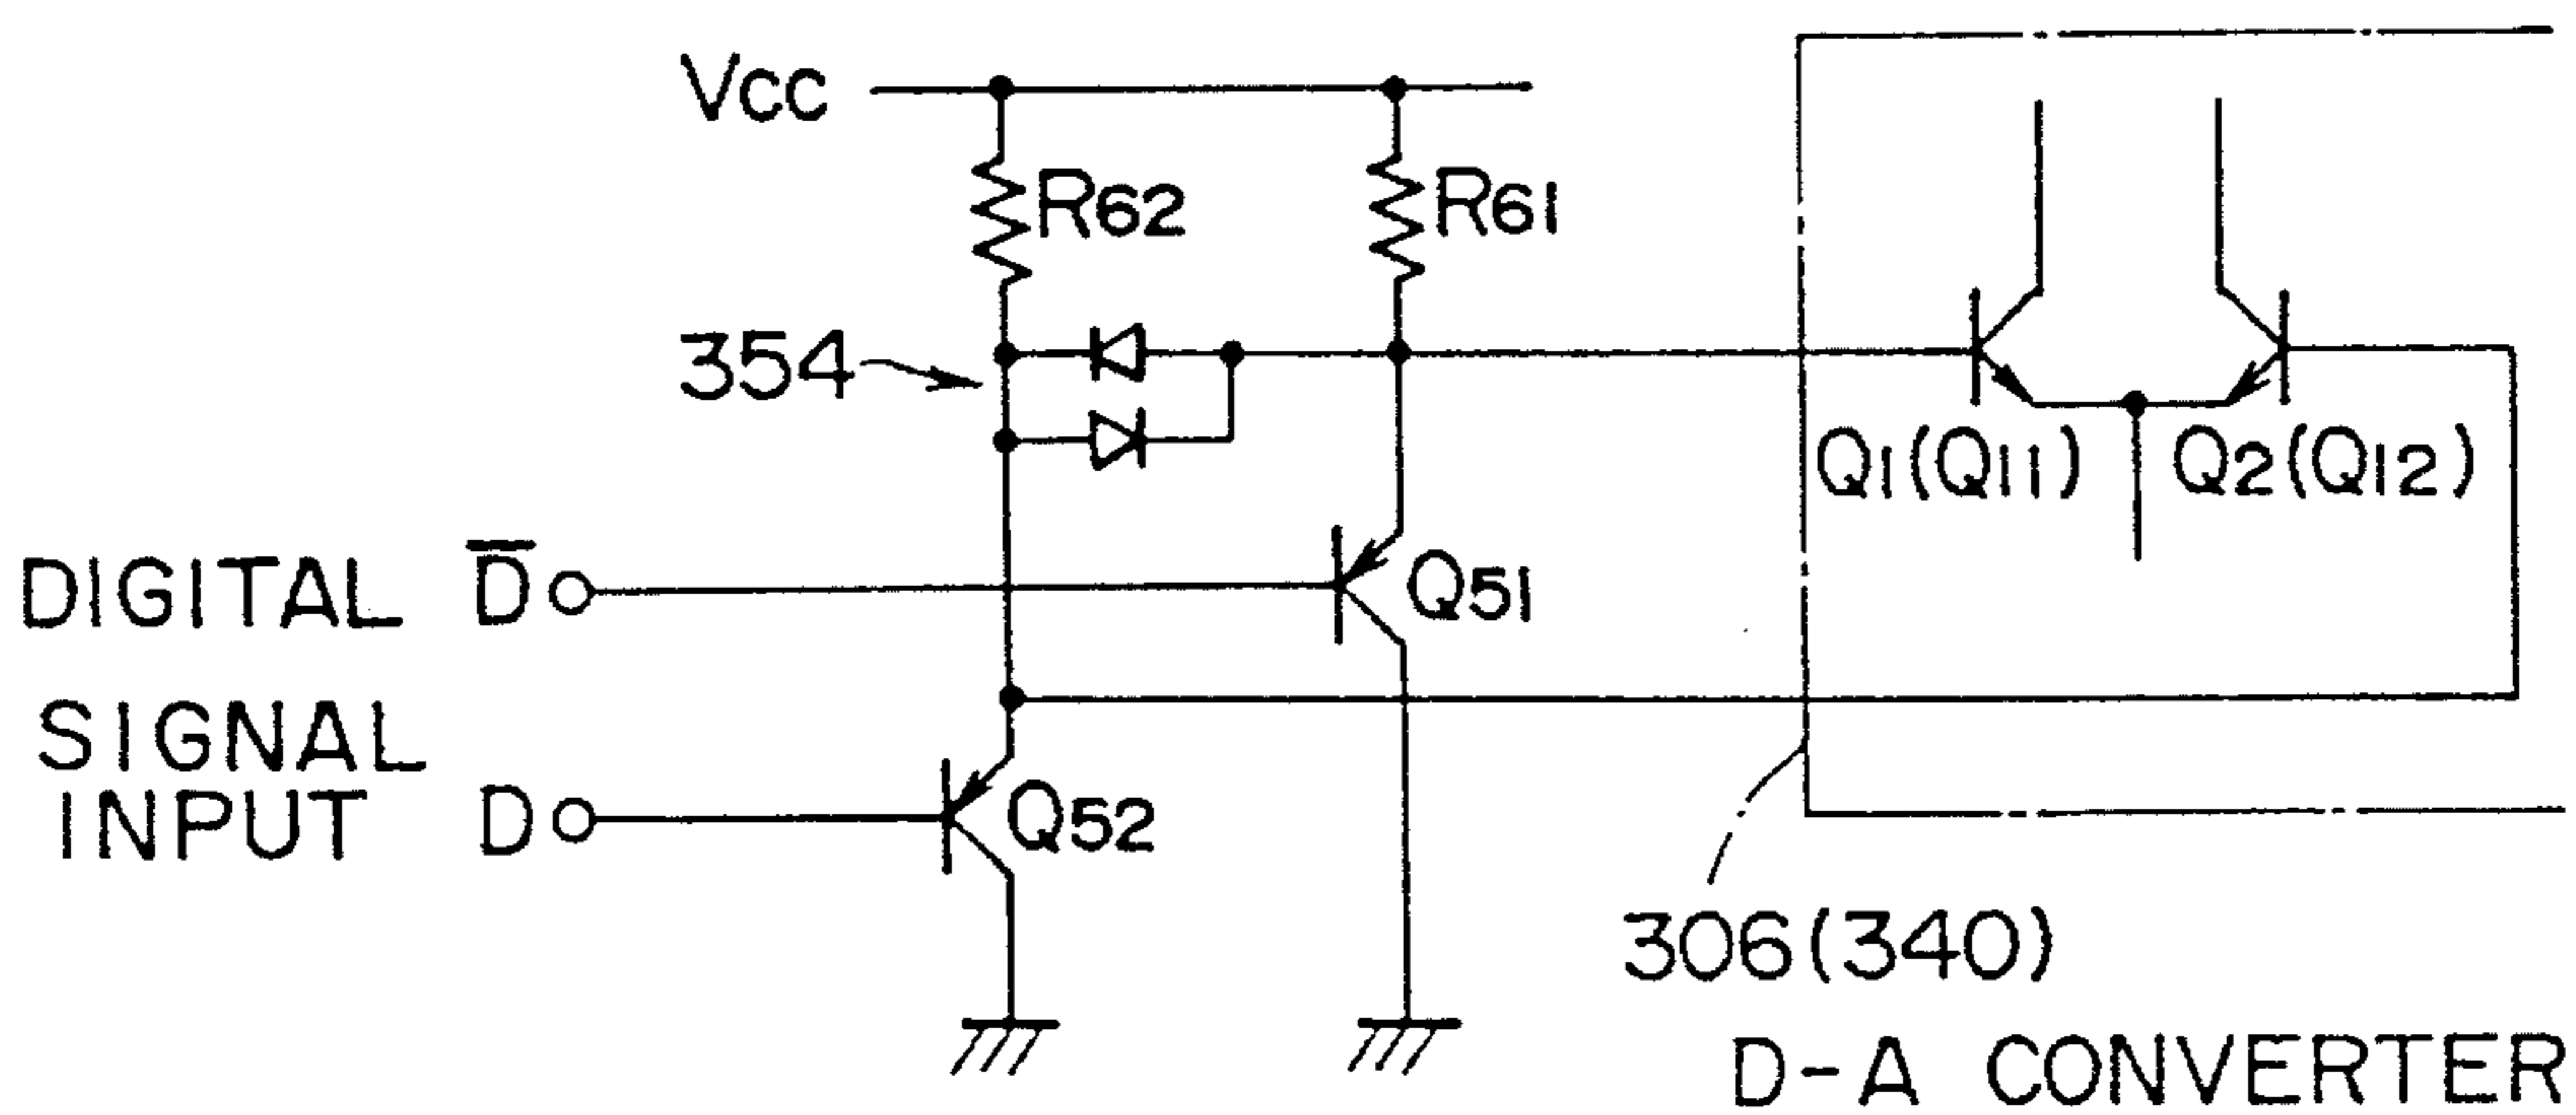 VCC
R62
R61
354
Q1(Q11)
Q2(Q12)
DIGITAL
SIGNAL
INPUT
D̅
Q51
D
Q52
306(340)
D-A CONVERTER